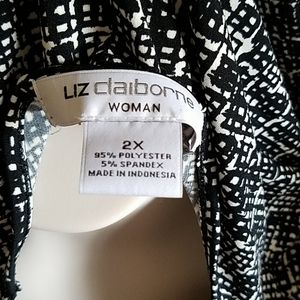 LIZ claiborne
WOMAN
2X
95% POLYESTER
5% SPANDEX
MADE IN INDONESIA